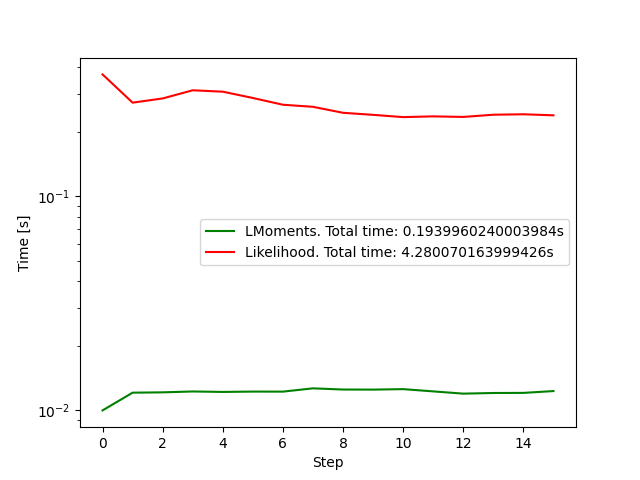 10⁻¹
10⁻²
Time [s]
LMoments. Total time: 0.1939960240003984s
Likelihood. Total time: 4.280070163999426s
0 2 4 6 8 10 12 14
Step